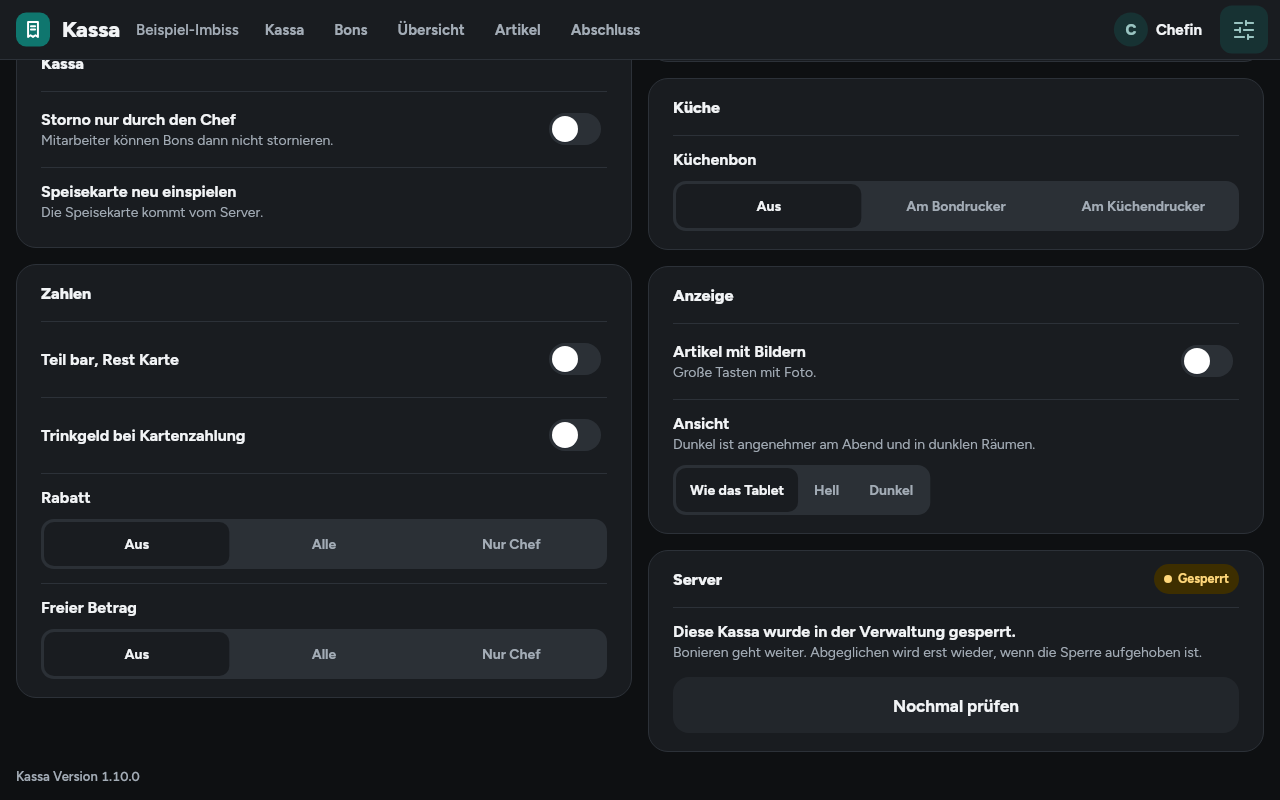 Kassa
Beispiel-Imbiss
Kassa
Bons
Übersicht
Artikel
Abschluss
C
Chefin
Kassa
Storno nur durch den Chef
Mitarbeiter können Bons dann nicht stornieren.
Speisekarte neu einspielen
Die Speisekarte kommt vom Server.
Zahlen
Teil bar, Rest Karte
Trinkgeld bei Kartenzahlung
Rabatt
Aus
Alle
Nur Chef
Freier Betrag
Aus
Alle
Nur Chef
Küche
Küchenbon
Aus
Am Bondrucker
Am Küchendrucker
Anzeige
Artikel mit Bildern
Große Tasten mit Foto.
Ansicht
Dunkel ist angenehmer am Abend und in dunklen Räumen.
Wie das Tablet
Hell
Dunkel
Server
Gesperrt
Diese Kassa wurde in der Verwaltung gesperrt.
Bonieren geht weiter. Abgeglichen wird erst wieder, wenn die Sperre aufgehoben ist.
Nochmal prüfen
Kassa Version 1.10.0